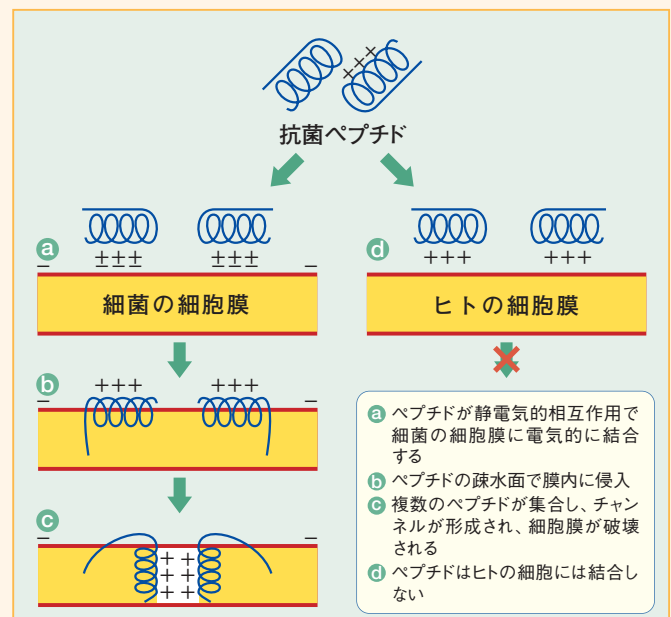 +++
抗菌ペプチド
a
d
± ± ±
± ± ±
+++
+++
−
−
細菌の細胞膜
ヒトの細胞膜
b
+++
+++
−
−
a ペプチドが静電気的相互作用で
細菌の細胞膜に電気的に結合
する
b ペプチドの疎水面で膜内に侵入
c 複数のペプチドが集合し、チャン
ネルが形成され、細胞膜が破壊
される
d ペプチドはヒトの細胞には結合し
ない
c
−
−
+ +
+ +
+ +